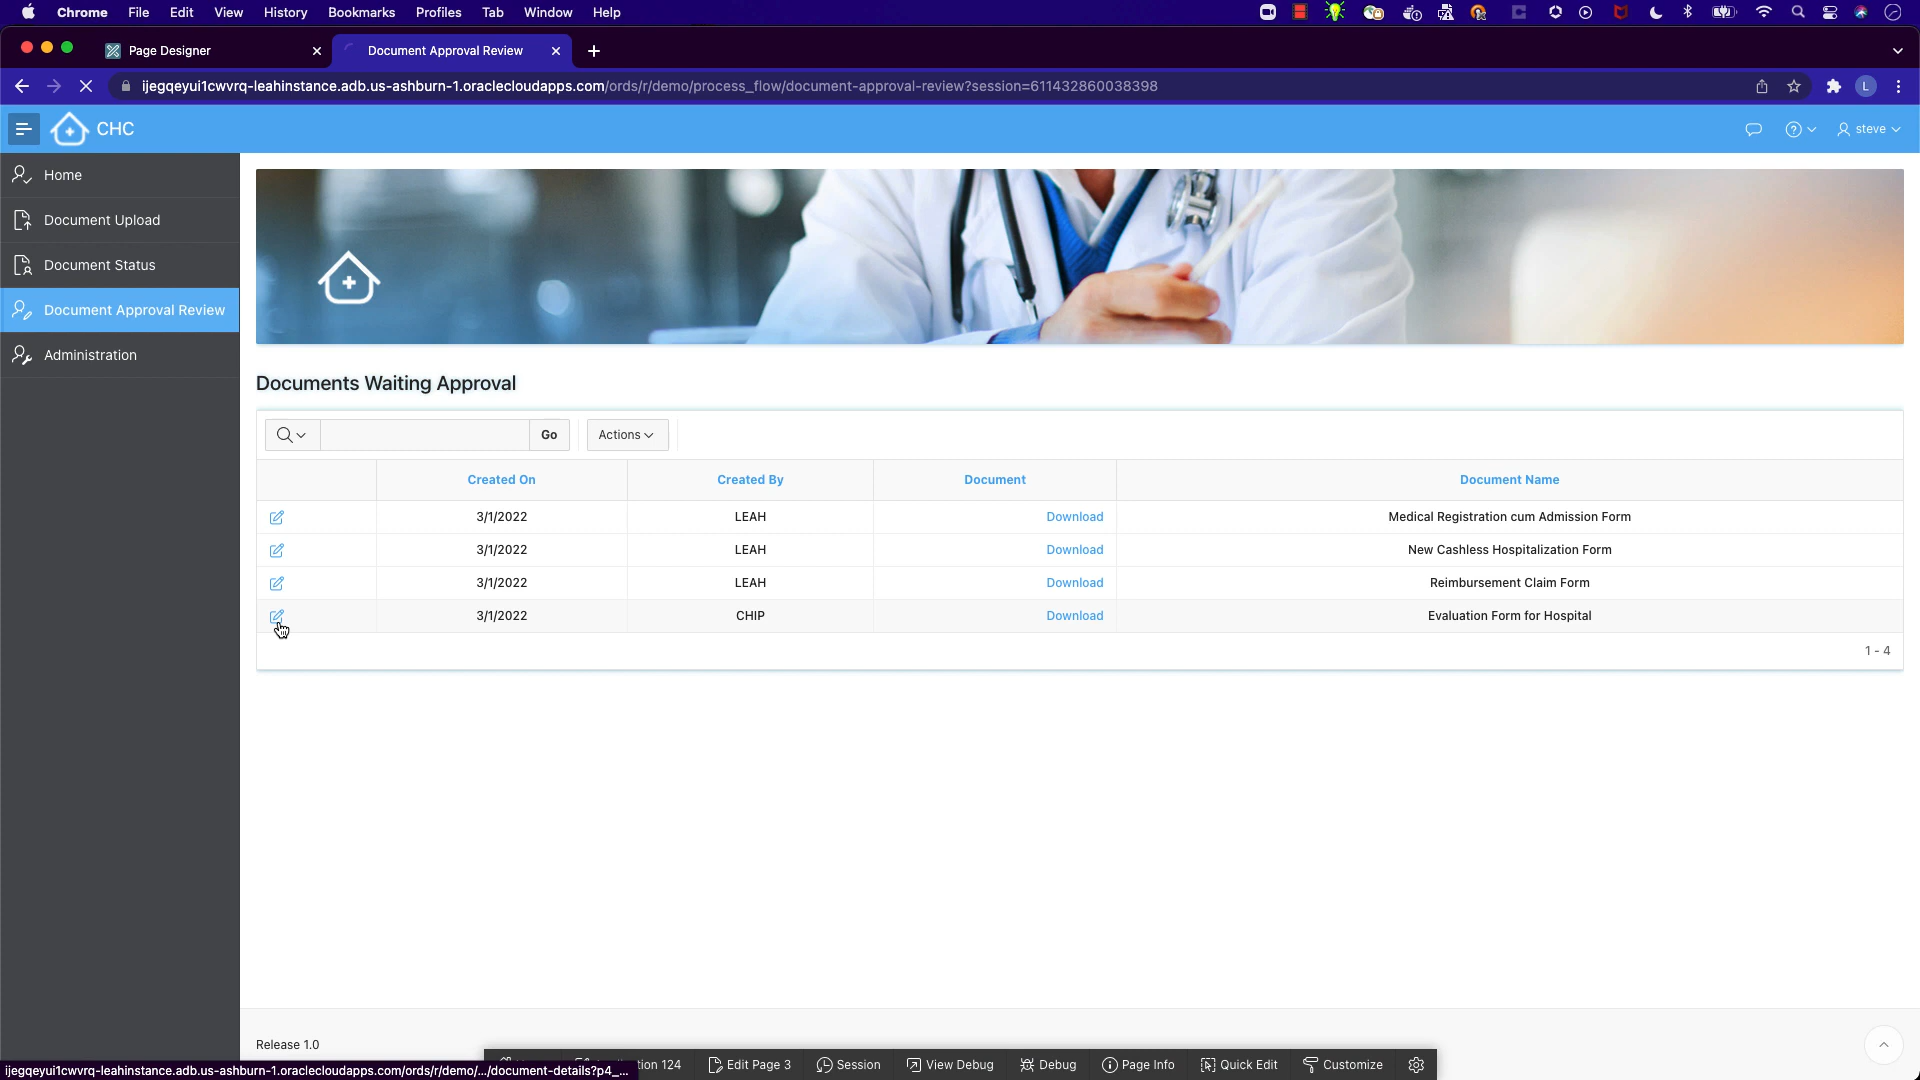 Chrome File Edit View History Bookmarks Profiles Tab Window Help
Page Designer
Document Approval Review
ijegqeyui1cwvrq-leahinstance.adb.us-ashburn-1.oraclecloudapps.com/ords/r/demo/process_flow/document-approval-review?session=611432860038398
L
CHC
steve
Home
Document Upload
Document Status
Document Approval Review
Administration
Documents Waiting Approval
Go
Actions
Created On Created By Document Document Name
3/1/2022 LEAH Download Medical Registration cum Admission Form
3/1/2022 LEAH Download New Cashless Hospitalization Form
3/1/2022 LEAH Download Reimbursement Claim Form
3/1/2022 CHIP Download Evaluation Form for Hospital
1 - 4
Release 1.0
124 Edit Page 3 Session View Debug Debug Page Info Quick Edit Customize
ijegqeyui1cwvrq-leahinstance.adb.us-ashburn-1.oraclecloudapps.com/ords/r/demo/.../document-details?p4_...